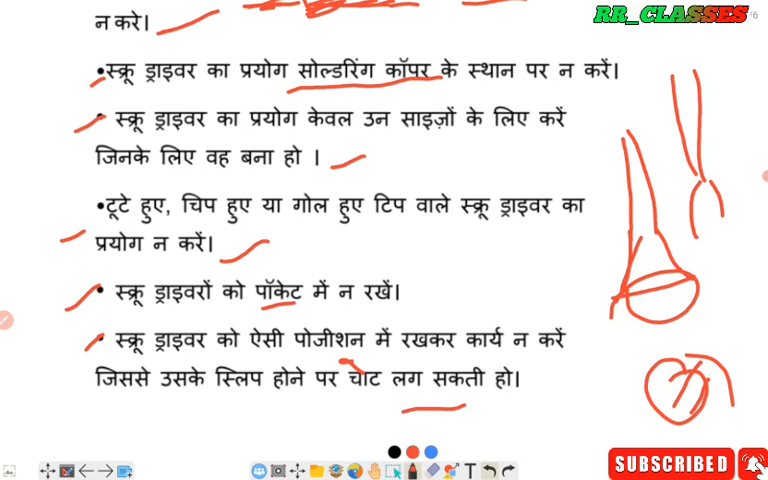 RR_CLASSES
न करे।
•स्क्रू ड्राइवर का प्रयोग सोल्डरिंग कॉपर के स्थान पर न करें।
• स्क्रू ड्राइवर का प्रयोग केवल उन साइज़ों के लिए करें
जिनके लिए वह बना हो ।
•टूटे हुए, चिप हुए या गोल हुए टिप वाले स्क्रू ड्राइवर का
प्रयोग न करें।
• स्क्रू ड्राइवरों को पॉकेट में न रखें।
• स्क्रू ड्राइवर को ऐसी पोजीशन में रखकर कार्य न करें
जिससे उसके स्लिप होने पर चोट लग सकती हो।
SUBSCRIBED